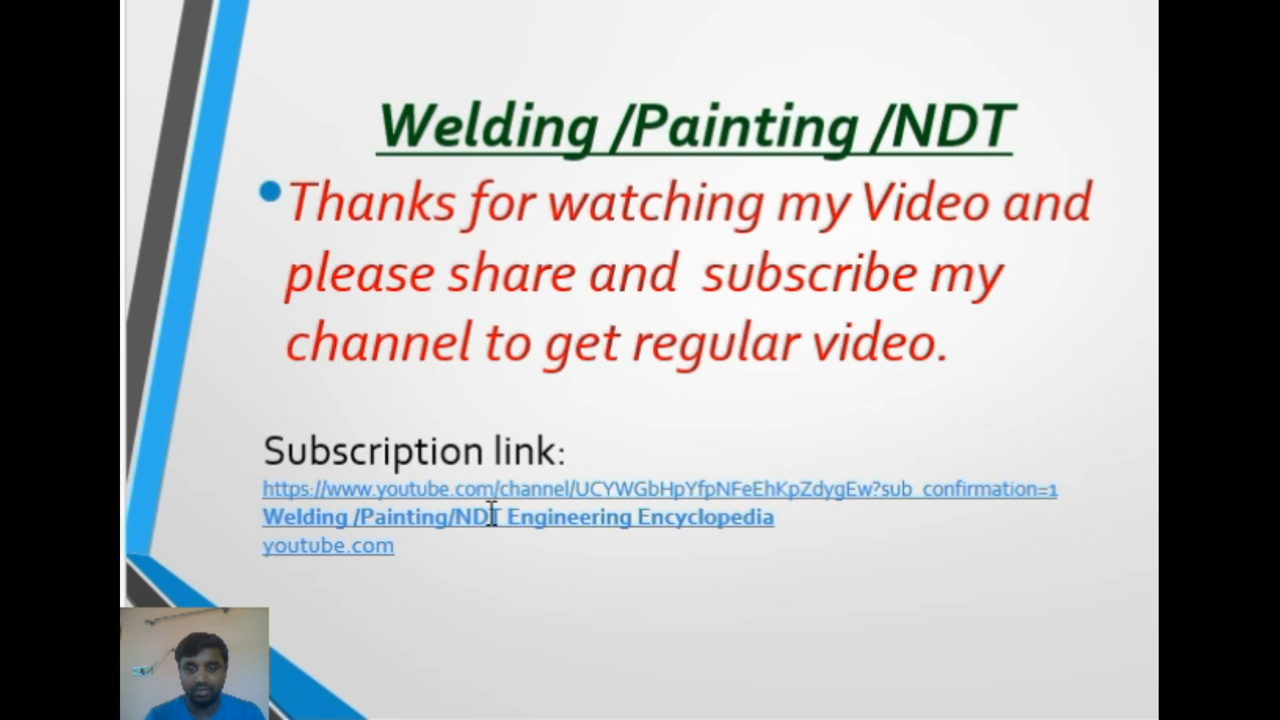 Welding /Painting /NDT
Thanks for watching my Video and
please share and subscribe my
channel to get regular video.
Subscription link:
https://www.youtube.com/channel/UCYWGbHpYfpNFeEhKpZdygEw?sub_confirmation=1
Welding /Painting/NDT Engineering Encyclopedia
youtube.com